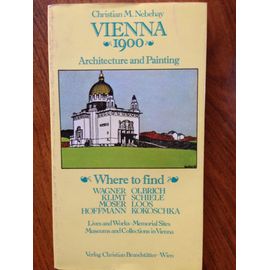 Christian M. Nebehay
VIENNA
1900
Architecture and Painting
Where to find
WAGNER OLBRICH
KLIMT SCHIELE
MOSER LOOS
HOFFMANN KOKOSCHKA
Lives and Works · Memorial Sites
Museums and Collections in Vienna
Verlag Christian Brandstätter · Wien